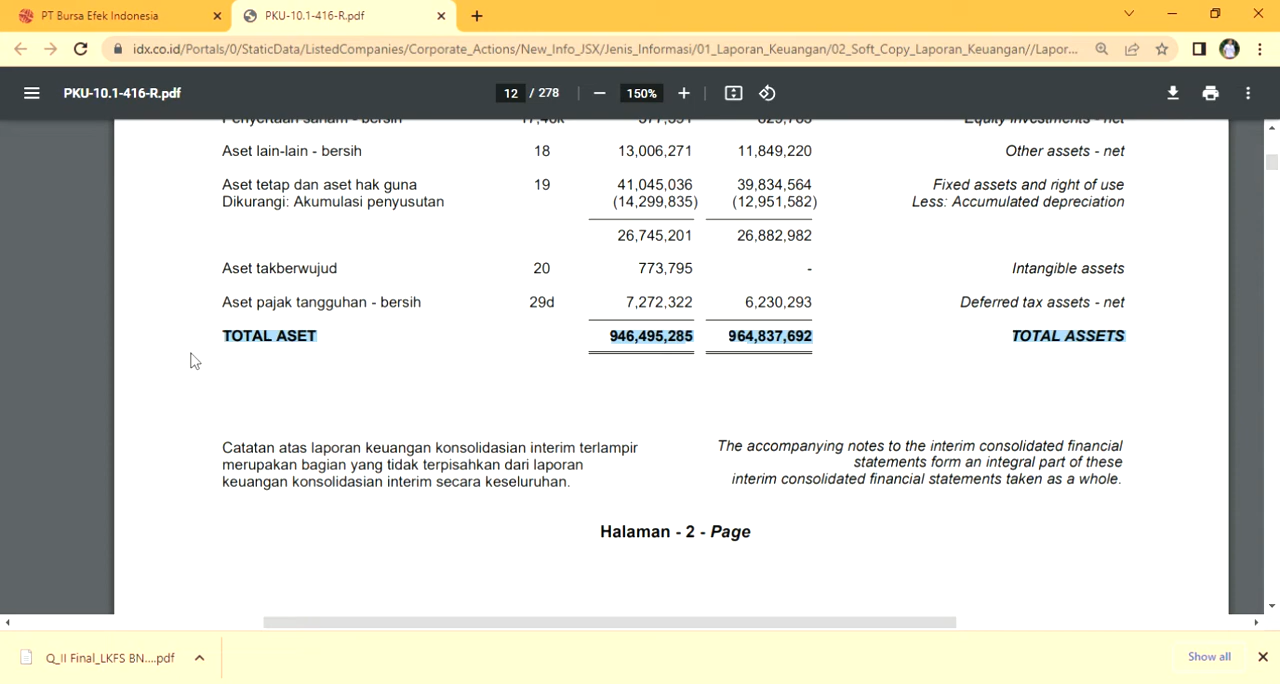 PT Bursa Efek Indonesia
PKU-10.1-416-R.pdf
idx.co.id/Portals/0/StaticData/ListedCompanies/Corporate_Actions/New_Info_JSX/Jenis_Informasi/01_Laporan_Keuangan/02_Soft_Copy_Laporan_Keuangan//Lapor...
PKU-10.1-416-R.pdf 12 / 278 150%
Penyertaan saham - bersih Equity investments - net
Aset lain-lain - bersih 18 13,006,271 11,849,220 Other assets - net
Aset tetap dan aset hak guna 19 41,045,036 39,834,564 Fixed assets and right of use
Dikurangi: Akumulasi penyusutan (14,299,835) (12,951,582) Less: Accumulated depreciation
26,745,201 26,882,982
Aset takberwujud 20 773,795 - Intangible assets
Aset pajak tangguhan - bersih 29d 7,272,322 6,230,293 Deferred tax assets - net
TOTAL ASET 946,495,285 964,837,692 TOTAL ASSETS
Catatan atas laporan keuangan konsolidasian interim terlampir
merupakan bagian yang tidak terpisahkan dari laporan
keuangan konsolidasian interim secara keseluruhan.
The accompanying notes to the interim consolidated financial
statements form an integral part of these
interim consolidated financial statements taken as a whole.
Halaman - 2 - Page
Q_II Final_LKFS BN....pdf
Show all